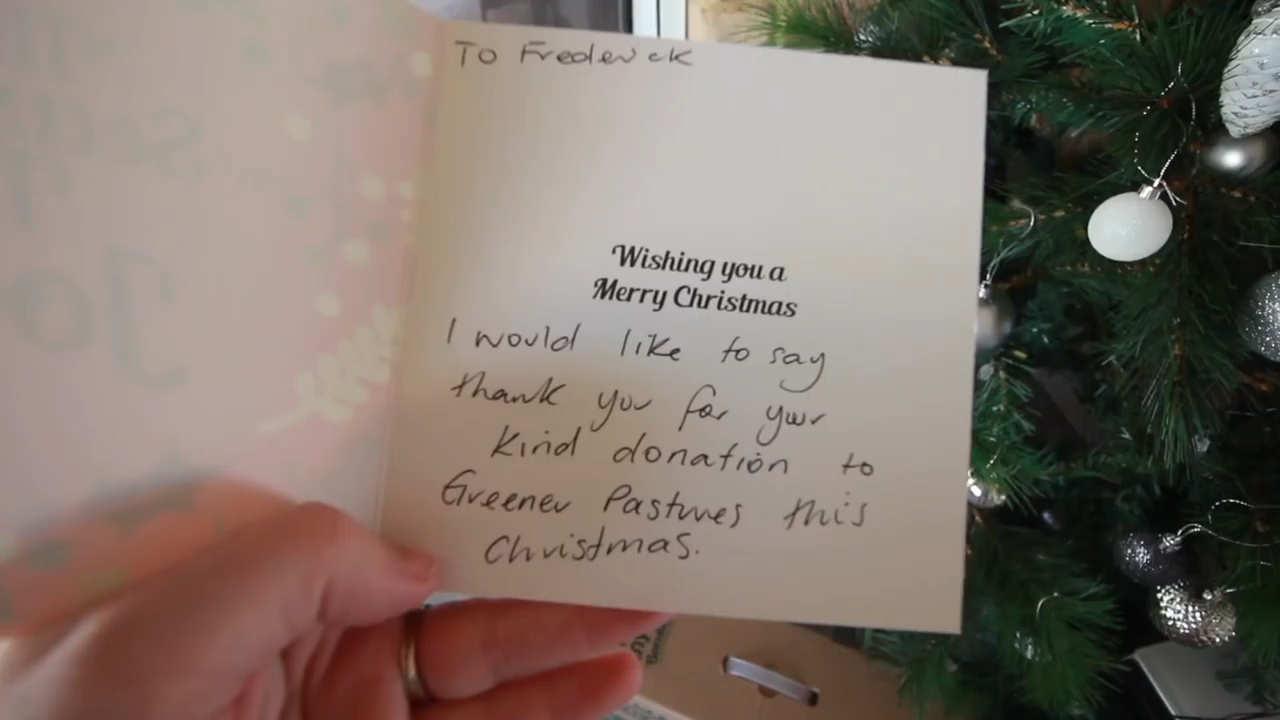 To Frederick
Wishing you a
Merry Christmas
I would like to say
thank you for your
kind donation to
Greener Pastures this
Christmas.